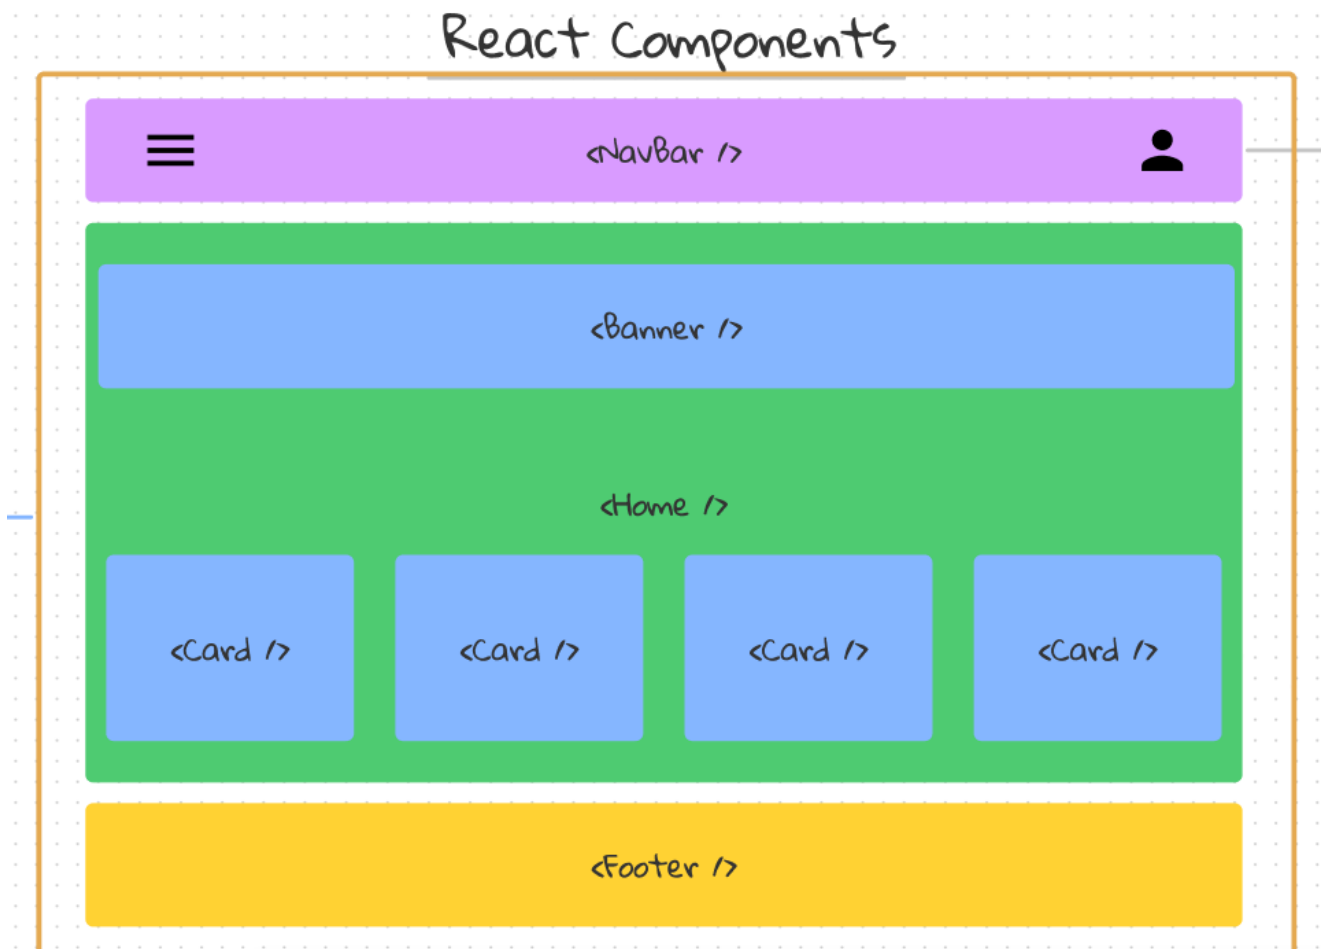 React Components
<NavBar />
<Banner />
<Home />
<Card /> <Card /> <Card /> <Card />
<Footer />